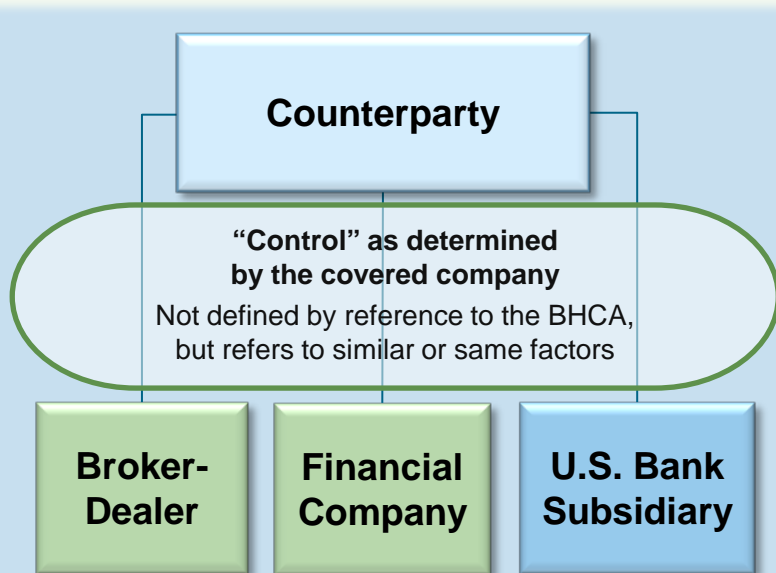 Counterparty
“Control” as determined
by the covered company
Not defined by reference to the BHCA,
but refers to similar or same factors
Broker-
Dealer
Financial
Company
U.S. Bank
Subsidiary